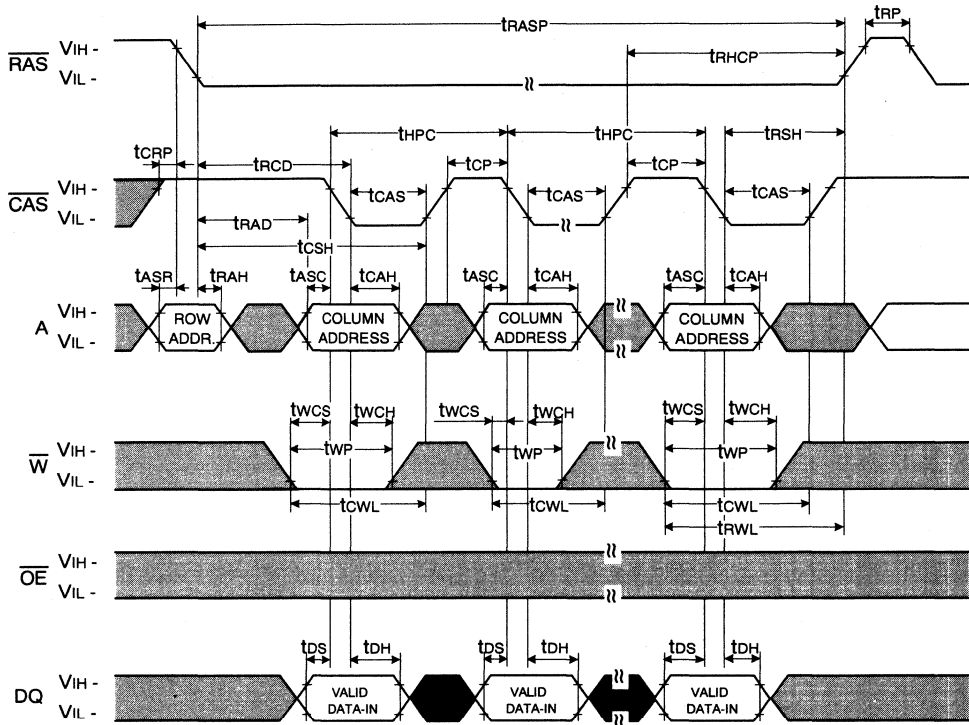 tRASP
tRP
RAS
VIH -
VIL -
tRHCP
tHPC
tHPC
tRSH
tCRP
tRCD
tCP
tCP
CAS
VIH -
VIL -
tCAS
tCAS
tCAS
tRAD
tCSH
tASR
tRAH
tASC
tCAH
tASC
tCAH
tASC
tCAH
A
VIH -
VIL -
ROW
ADDR.
COLUMN
ADDRESS
COLUMN
ADDRESS
COLUMN
ADDRESS
tWCS
tWCH
tWCS
tWCH
tWCS
tWCH
W
VIH -
VIL -
tWP
tWP
tWP
tCWL
tCWL
tCWL
tRWL
OE
VIH -
VIL -
tDS
tDH
tDS
tDH
tDS
tDH
DQ
VIH -
VIL -
VALID
DATA-IN
VALID
DATA-IN
VALID
DATA-IN